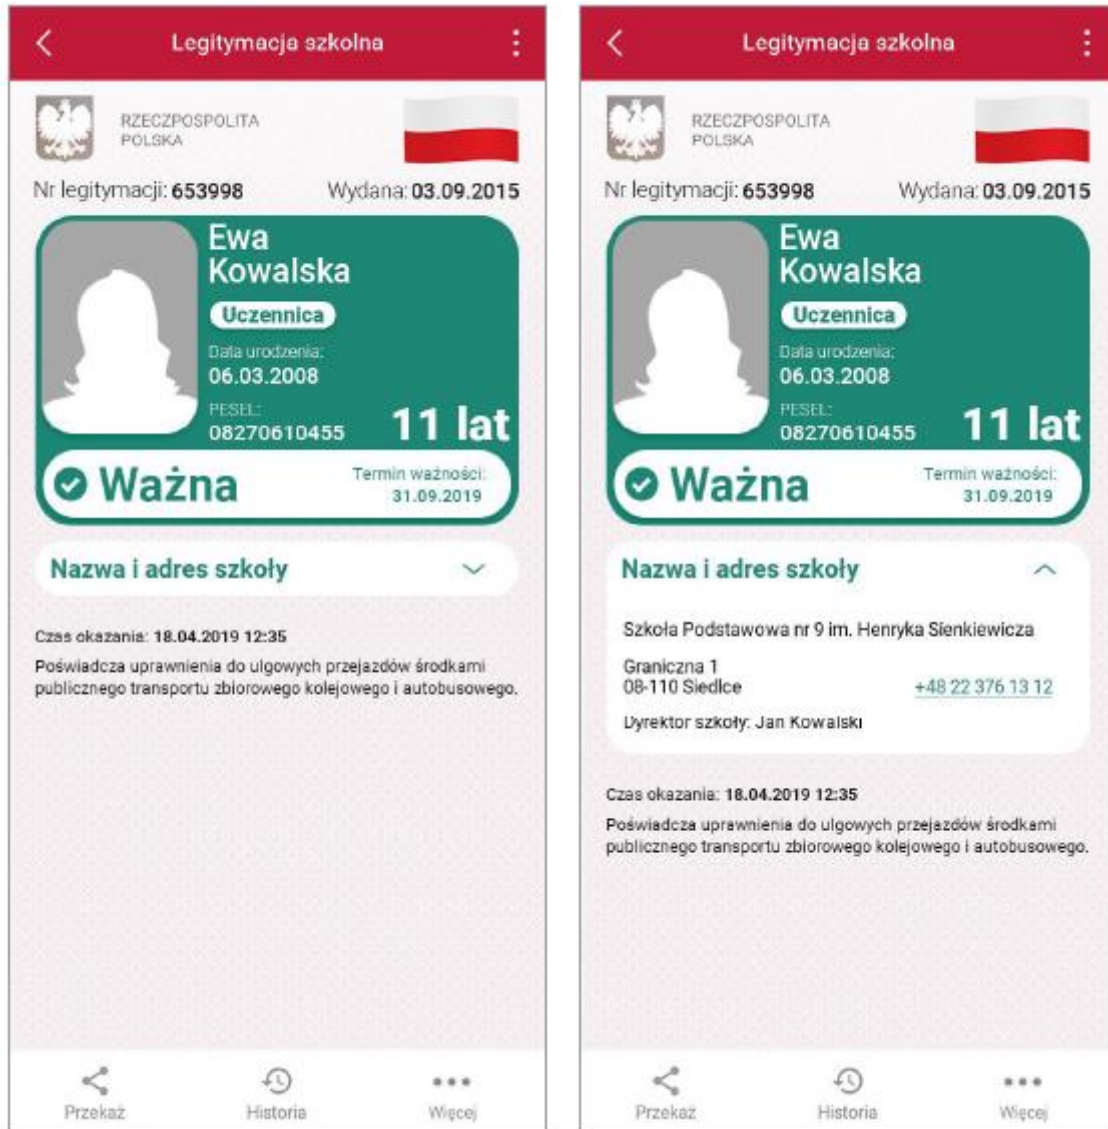 Legitymacja szkolna
RZECZPOSPOLITA
POLSKA
Nr legitymacji: 653998 Wydana: 03.09.2015
Ewa
Kowalska
Uczennica
Data urodzenia:
06.03.2008
PESEL:
08270610455
11 lat
Ważna
Termin ważności:
31.09.2019
Nazwa i adres szkoły
Czas okazania: 18.04.2019 12:35
Poświadcza uprawnienia do ulgowych przejazdów środkami
publicznego transportu zbiorowego kolejowego i autobusowego.
Przekaż Historia Więcej
Legitymacja szkolna
RZECZPOSPOLITA
POLSKA
Nr legitymacji: 653998 Wydana: 03.09.2015
Ewa
Kowalska
Uczennica
Data urodzenia:
06.03.2008
PESEL:
08270610455
11 lat
Ważna
Termin ważności:
31.09.2019
Nazwa i adres szkoły
Szkoła Podstawowa nr 9 im. Henryka Sienkiewicza
Graniczna 1
08-110 Siedlce +48 22 376 13 12
Dyrektor szkoły: Jan Kowalski
Czas okazania: 18.04.2019 12:35
Poświadcza uprawnienia do ulgowych przejazdów środkami
publicznego transportu zbiorowego kolejowego i autobusowego.
Przekaż Historia Więcej